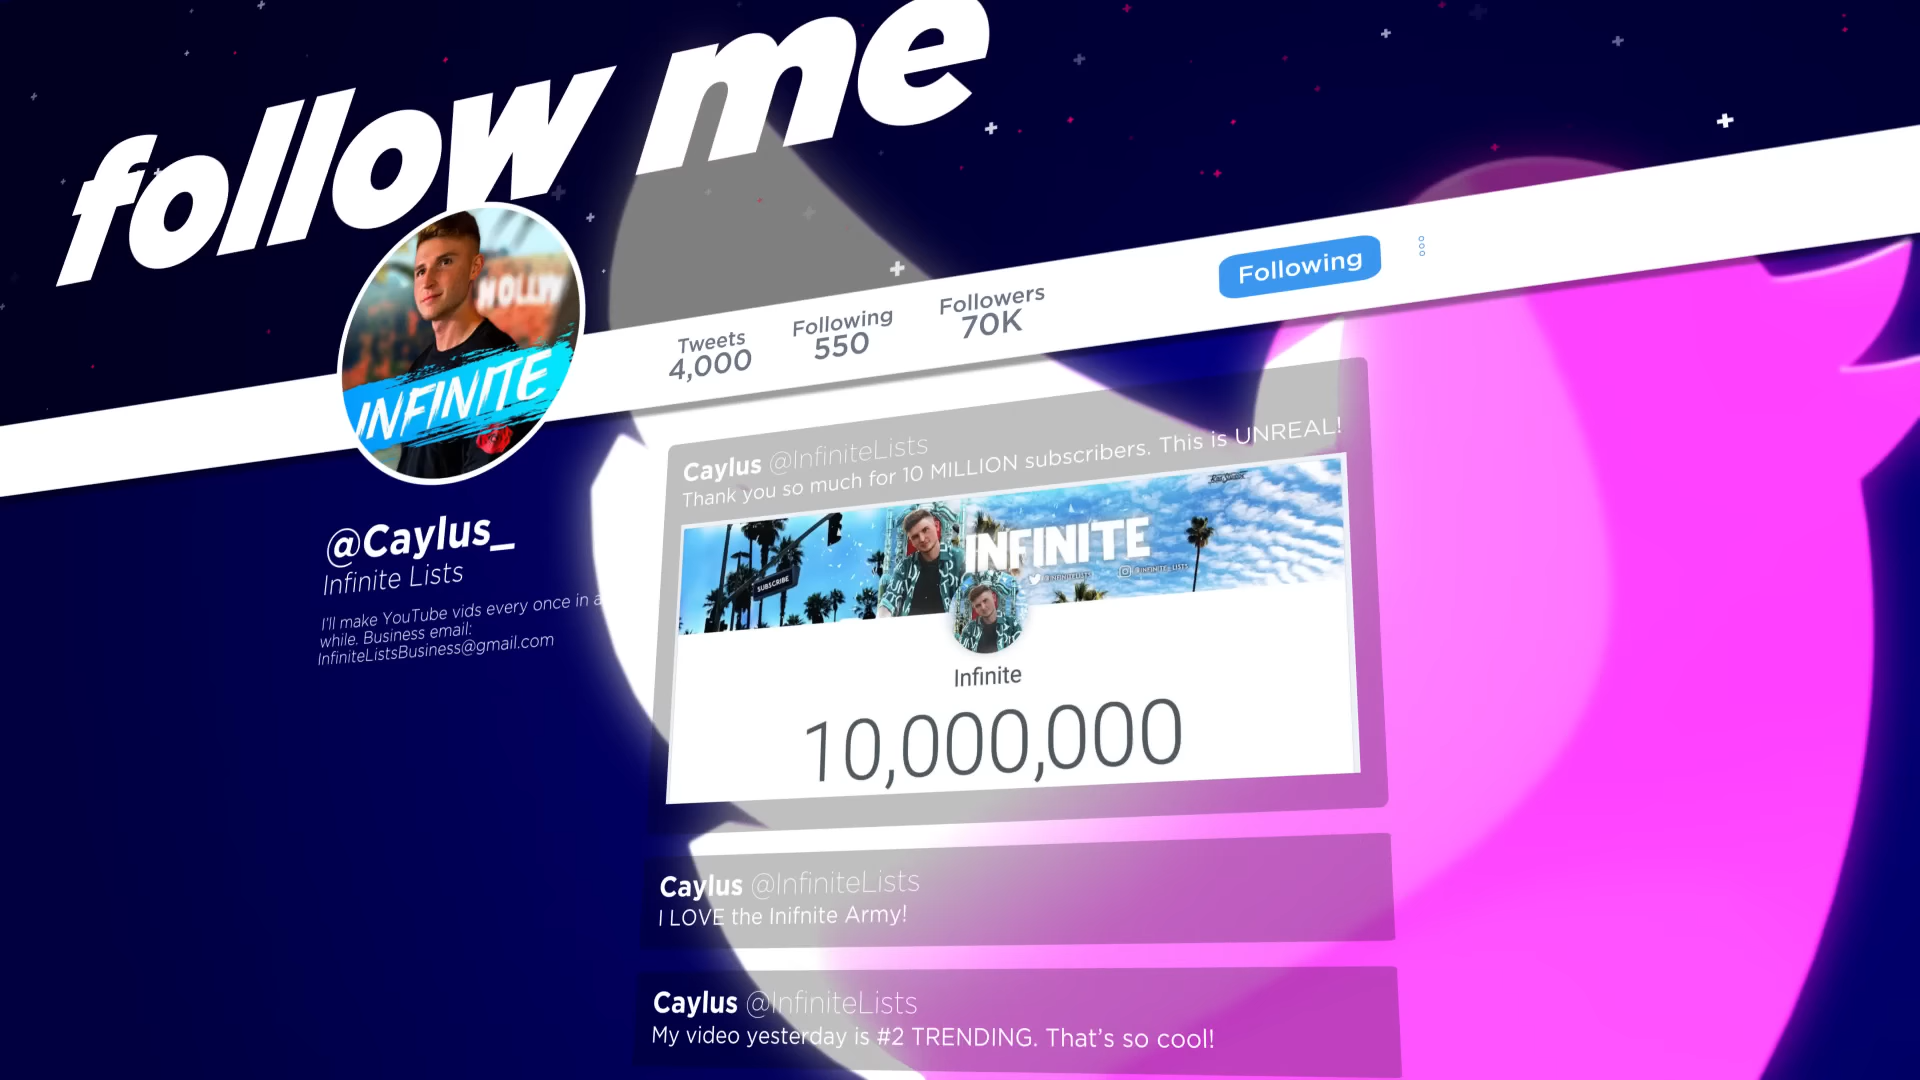 follow me
HOLLYW
INFINITE
Tweets
4,000
Following
550
Followers
70K
Following
@Caylus_
Infinite Lists
I'll make YouTube vids every once in a
while. Business email:
InfiniteListsBusiness@gmail.com
Caylus @InfiniteLists
Thank you so much for 10 MILLION subscribers. This is UNREAL!
SUBSCRIBE
INFINITE
@INFINITELISTS
@INFINITE_LISTS
Infinite
10,000,000
Caylus @InfiniteLists
I LOVE the Inifnite Army!
Caylus @InfiniteLists
My video yesterday is #2 TRENDING. That's so cool!